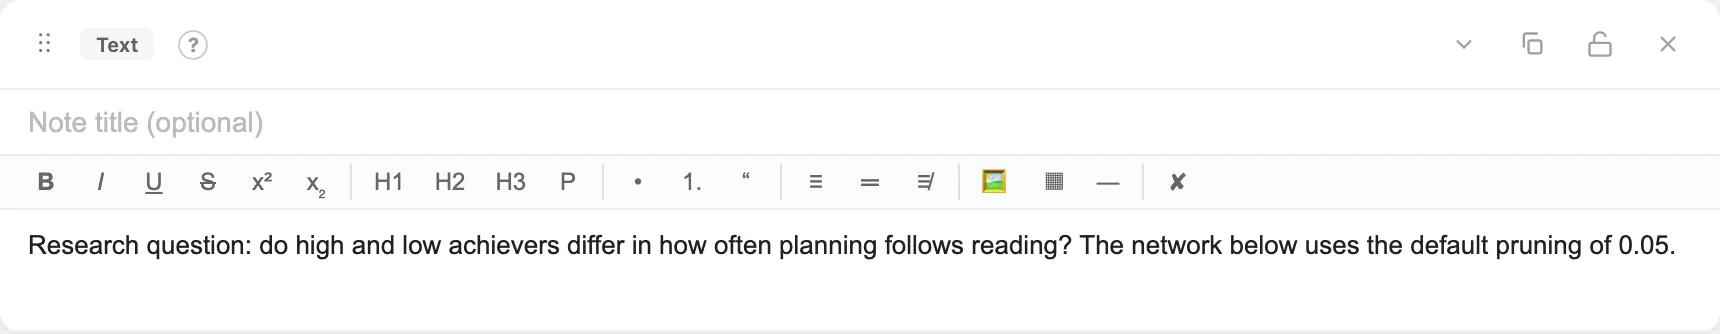 Text ?
Note title (optional)
B I U S x² x₂ H1 H2 H3 P • 1. “
Research question: do high and low achievers differ in how often planning follows reading? The network below uses the default pruning of 0.05.